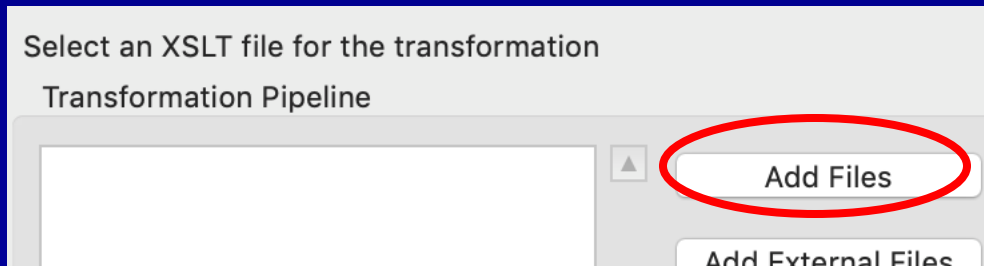 Select an XSLT file for the transformation
Transformation Pipeline
Add Files
Add External Files